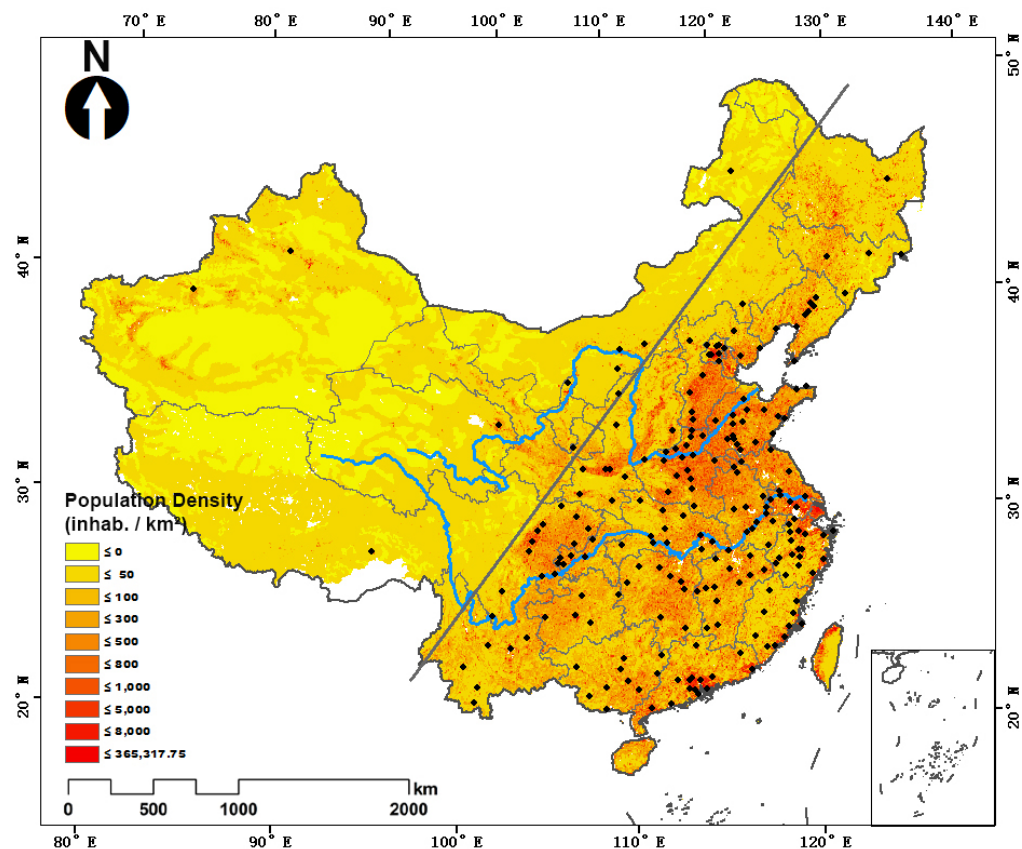 70° E 80° E 90° E 100° E 110° E 120° E 130° E 140° E
N
50° N
40° N
40° N
30° N
30° N
20° N
20° N
Population Density
(inhab. / km²)
≤ 0
≤ 50
≤ 100
≤ 300
≤ 500
≤ 800
≤ 1,000
≤ 5,000
≤ 8,000
≤ 365,317.75
km
0 500 1000 2000
80° E 90° E 100° E 110° E 120° E